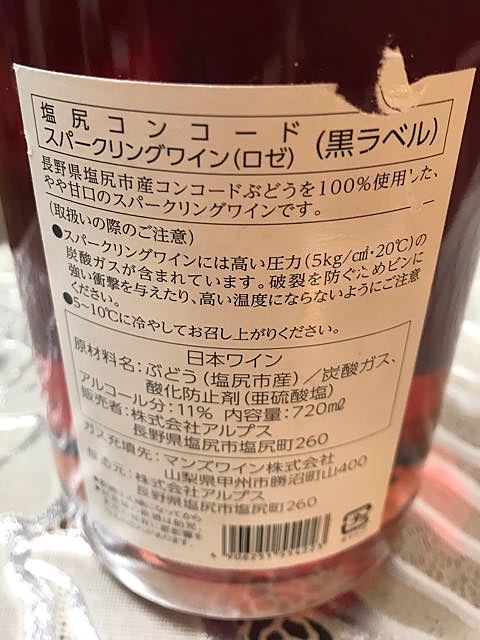 塩尻コンコード
スパークリングワイン(ロゼ) (黒ラベル)
長野県塩尻市産コンコードぶどうを100%使用した、
やや甘口のスパークリングワインです。
(取扱いの際のご注意)
●スパークリングワインには高い圧力(5kg/c㎡・20℃)の
炭酸ガスが含まれています。破裂を防ぐためビンに
強い衝撃を与えたり、高い温度にならないようにご注意
ください。
●5~10℃に冷やしてお召し上がりください。
日本ワイン
原材料名:ぶどう(塩尻市産)/炭酸ガス、
酸化防止剤(亜硫酸塩)
アルコール分:11% 内容量:720㎖
販売者:株式会社アルプス
長野県塩尻市塩尻町260
ガス充填先:マンズワイン株式会社
山梨県甲州市勝沼町山400
株式会社アルプス
長野県塩尻市塩尻町260
になってから